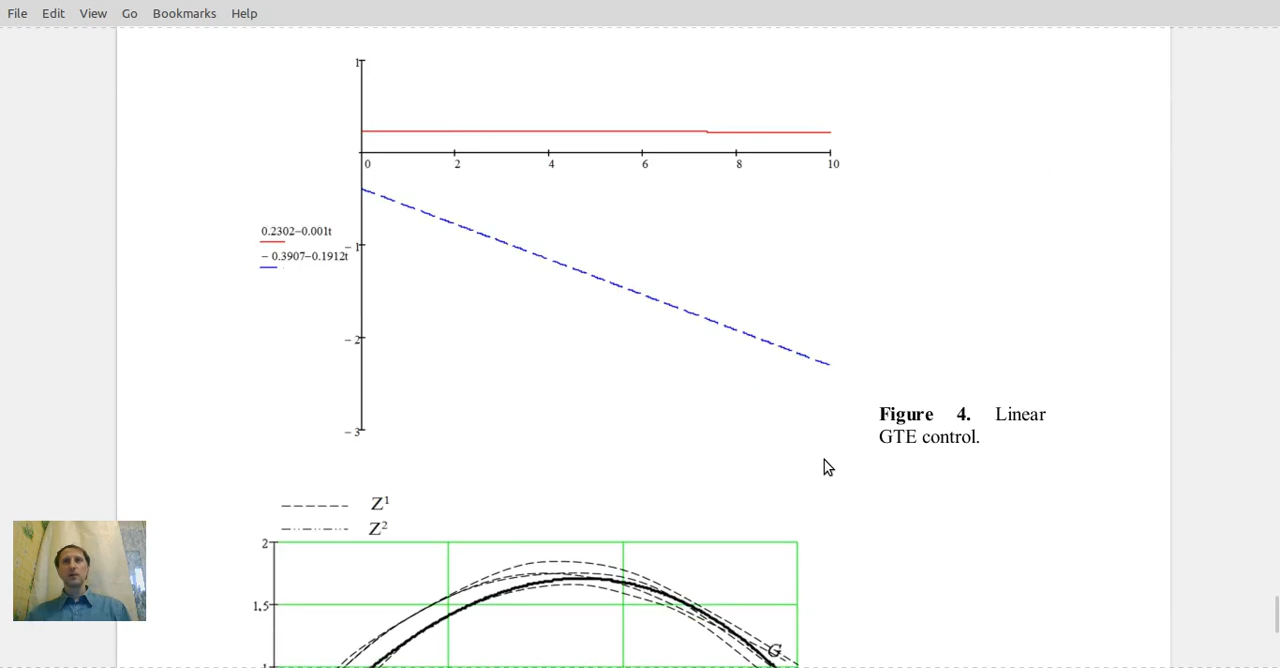 File Edit View Go Bookmarks Help
1
0 2 4 6 8 10
0.2302−0.001t
− 1
− 0.3907−0.1912t
− 2
Figure 4. Linear
GTE control.
− 3
Z¹
Z²
2
1.5
G
1